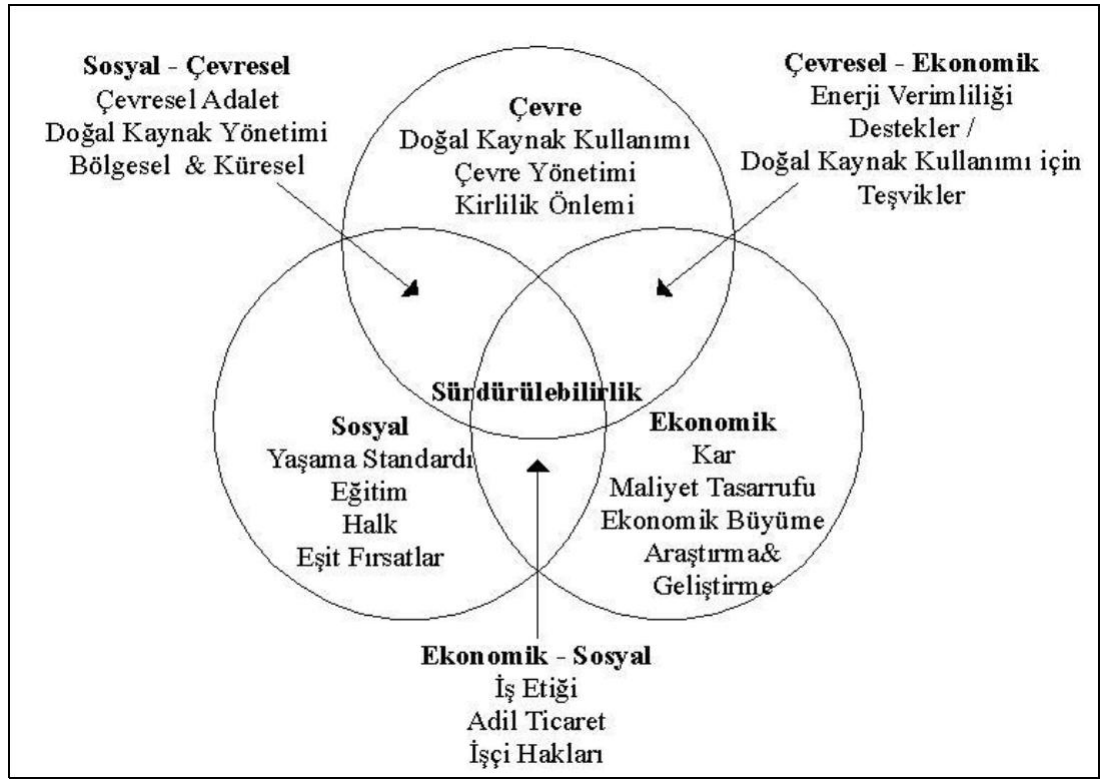 Sosyal - Çevresel
Çevresel Adalet
Doğal Kaynak Yönetimi
Bölgesel & Küresel
Çevre
Doğal Kaynak Kullanımı
Çevre Yönetimi
Kirlilik Önlemi
Çevresel - Ekonomik
Enerji Verimliliği
Destekler /
Doğal Kaynak Kullanımı için
Teşvikler
Sürdürülebilirlik
Sosyal
Yaşama Standardı
Eğitim
Halk
Eşit Fırsatlar
Ekonomik
Kar
Maliyet Tasarrufu
Ekonomik Büyüme
Araştırma&
Geliştirme
Ekonomik - Sosyal
İş Etiği
Adil Ticaret
İşçi Hakları